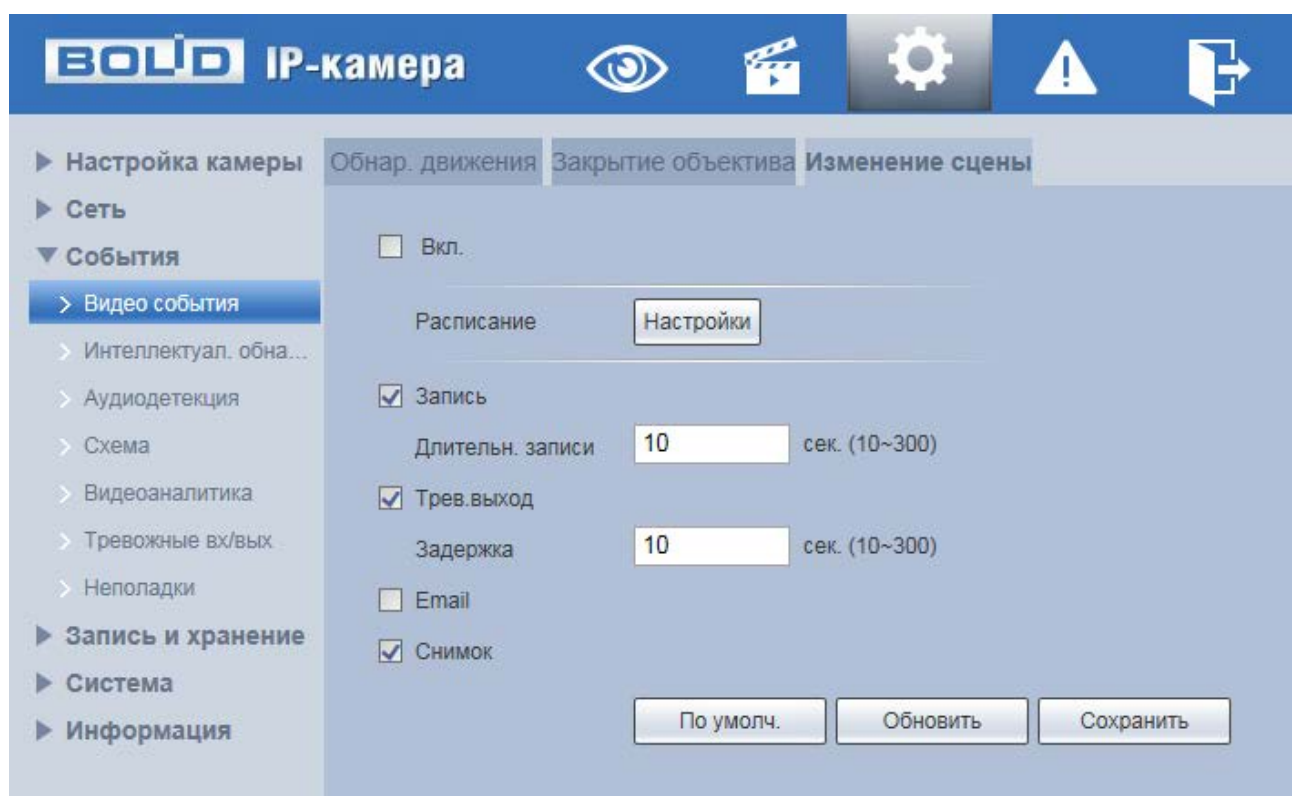 BOLID IP-камера
Настройка камеры
Сеть
События
Видео события
Интеллектуал. обна...
Аудиодетекция
Схема
Видеоаналитика
Тревожные вх/вых
Неполадки
Запись и хранение
Система
Информация
Обнар. движения Закрытие объектива Изменение сцены
Вкл.
Расписание Настройки
Запись
Длительн. записи 10 сек. (10~300)
Трев.выход
Задержка 10 сек. (10~300)
Email
Снимок
По умолч. Обновить Сохранить